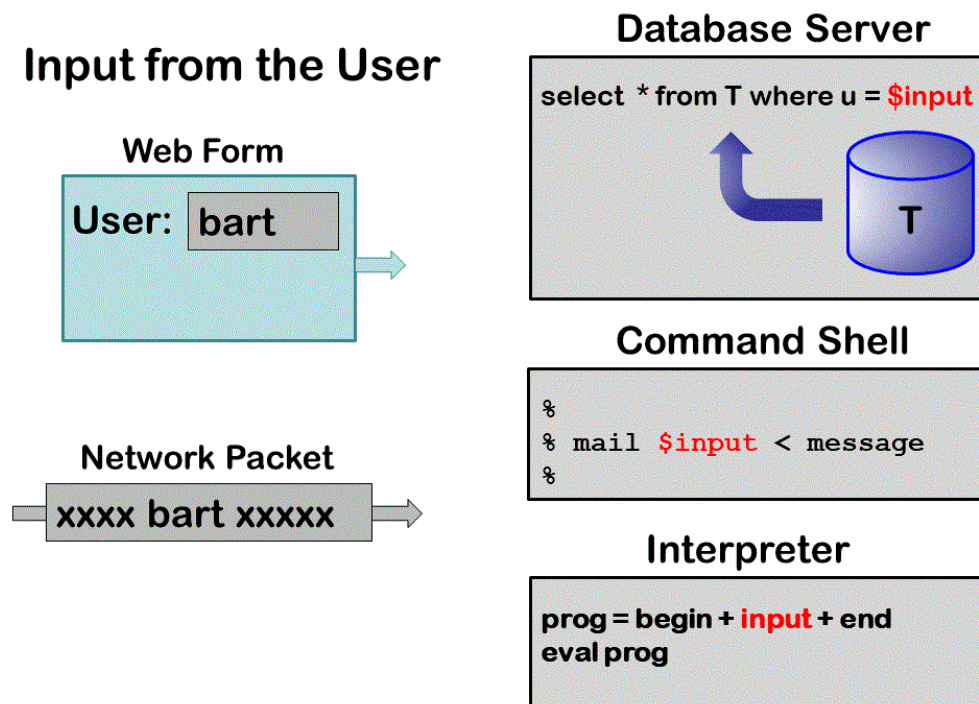 Input from the User
Web Form
User: bart
Network Packet
xxxx bart xxxxx
Database Server
select * from T where u = $input
T
Command Shell
%
% mail $input < message
%
Interpreter
prog = begin + input + end
eval prog